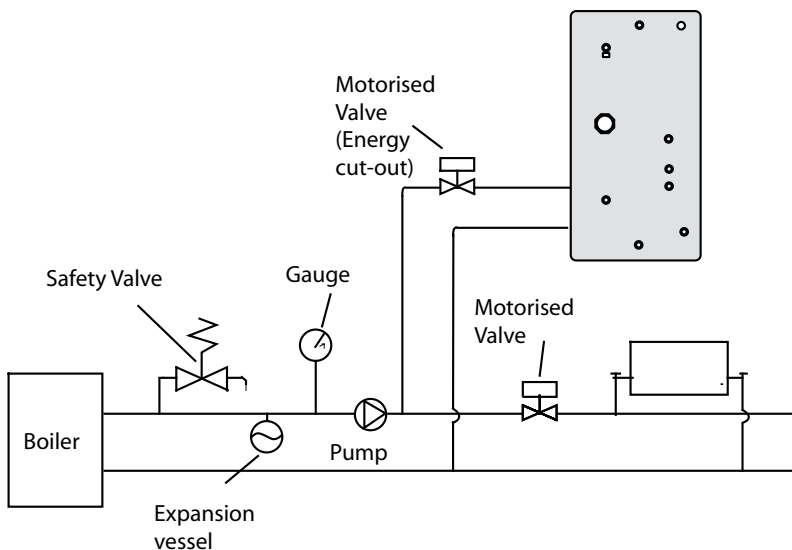 Motorised
Valve
(Energy
cut-out)
Safety Valve
Gauge
Motorised
Valve
Boiler
Pump
Expansion
vessel